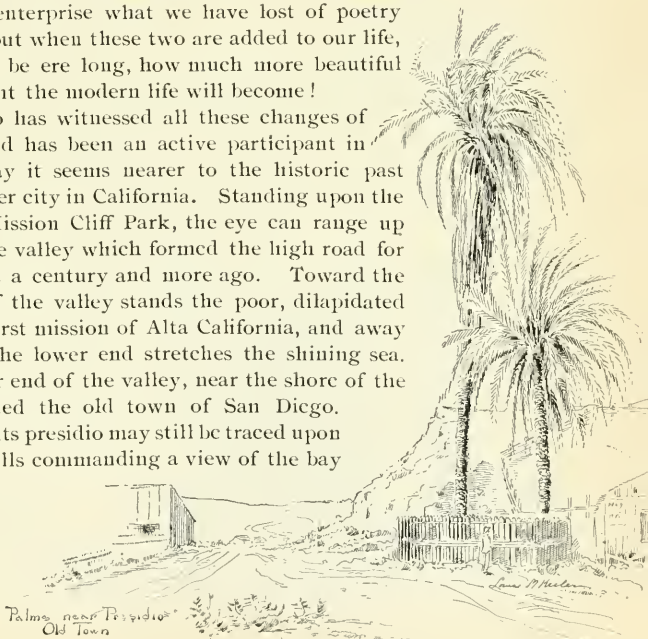 enterprise what we have lost of poetry
but when these two are added to our life,
be ere long, how much more beautiful
nt the modern life will become!
o has witnessed all these changes of
d has been an active participant in
ay it seems nearer to the historic past
er city in California. Standing upon the
Mission Cliff Park, the eye can range up
e valley which formed the high road for
a century and more ago. Toward the
f the valley stands the poor, dilapidated
irst mission of Alta California, and away
he lower end stretches the shining sea.
r end of the valley, near the shore of the
ed the old town of San Diego.
ts presidio may still be traced upon
lls commanding a view of the bay
Palms near Presidio
Old Town